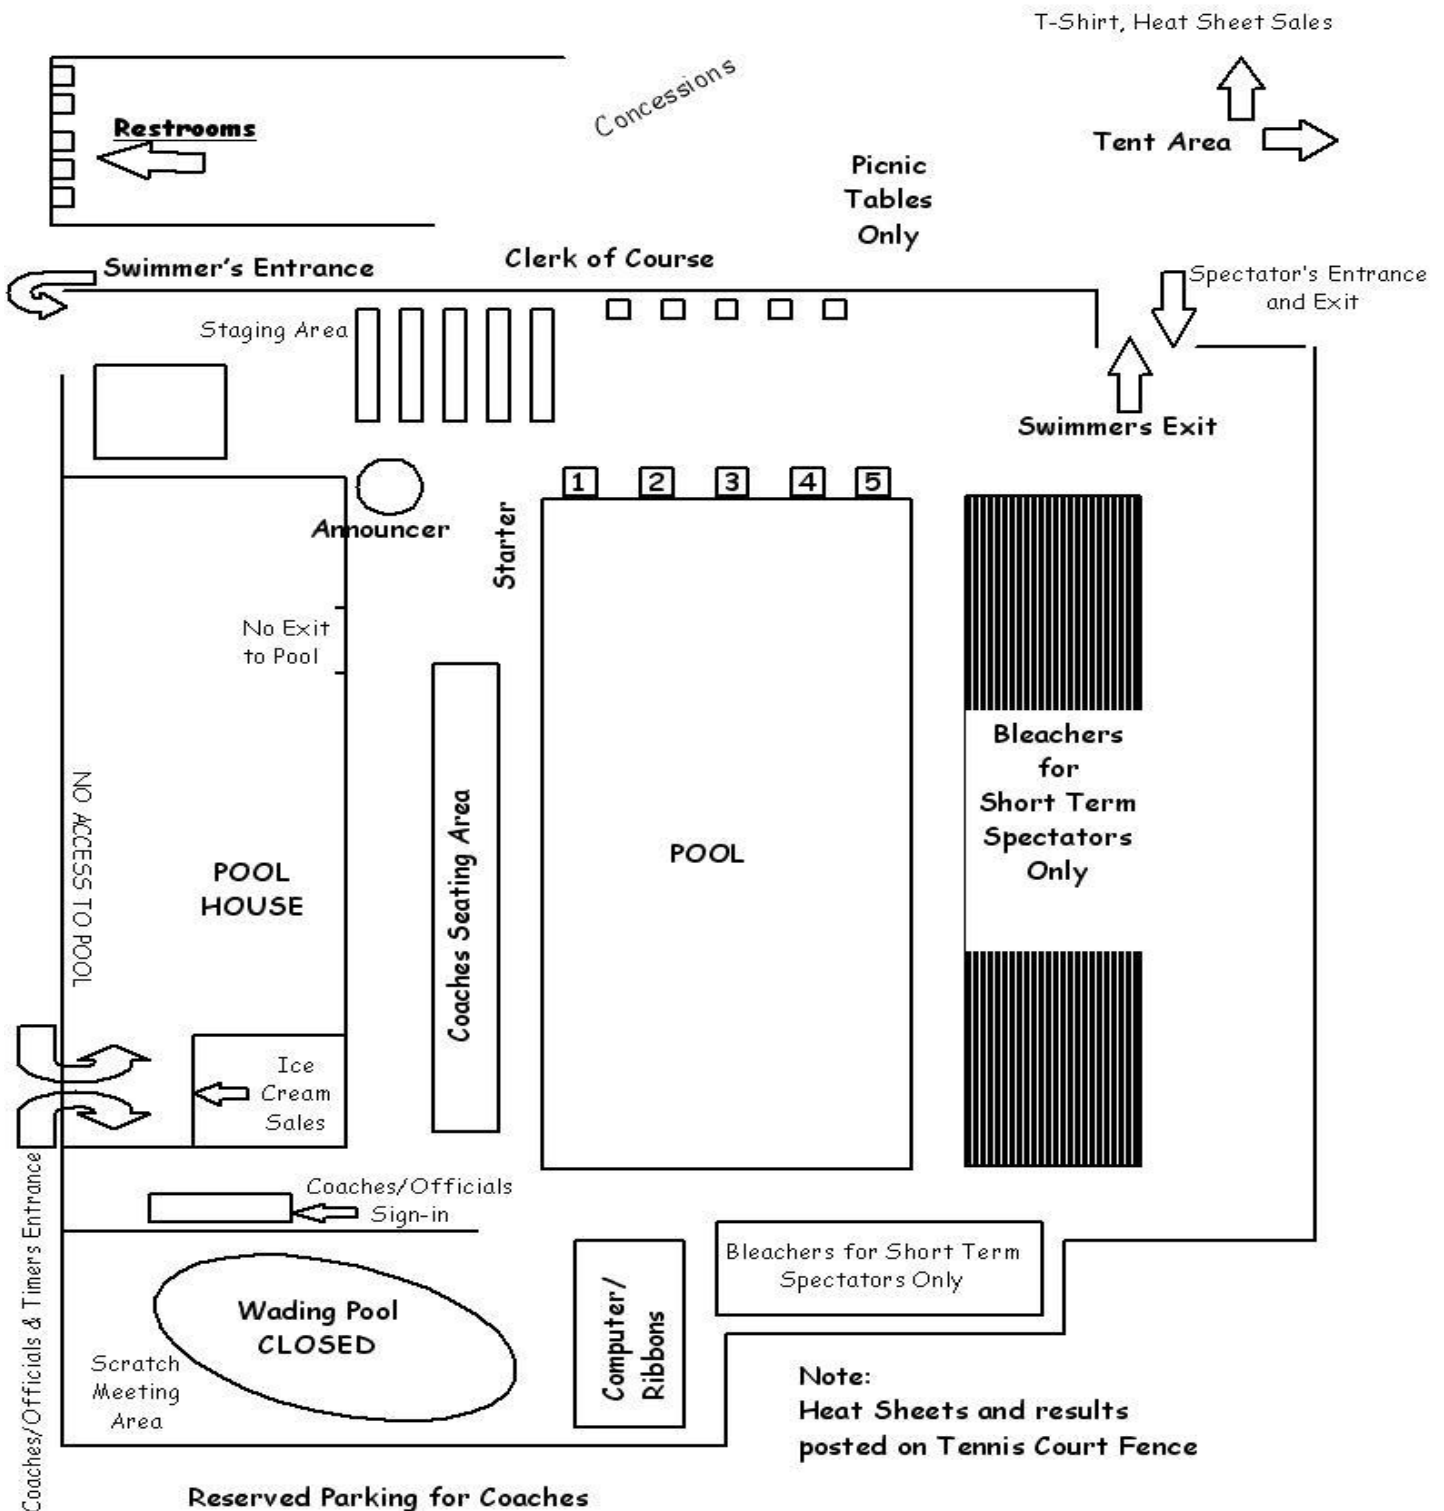 T-Shirt, Heat Sheet Sales
Concessions
Restrooms
Tent Area
Picnic
Tables
Only
Clerk of Course
Swimmer's Entrance
Spectator's Entrance
and Exit
Staging Area
Swimmers Exit
1 2 3 4 5
Announcer
Starter
No Exit
to Pool
Bleachers
for
Short Term
Spectators
Only
NO ACCESS TO POOL
POOL
HOUSE
Coaches Seating Area
POOL
Ice
Cream
Sales
Coaches/Officials & Timers Entrance
Coaches/Officials
Sign-in
Bleachers for Short Term
Spectators Only
Wading Pool
CLOSED
Computer/
Ribbons
Scratch
Meeting
Area
Note:
Heat Sheets and results
posted on Tennis Court Fence
Reserved Parking for Coaches